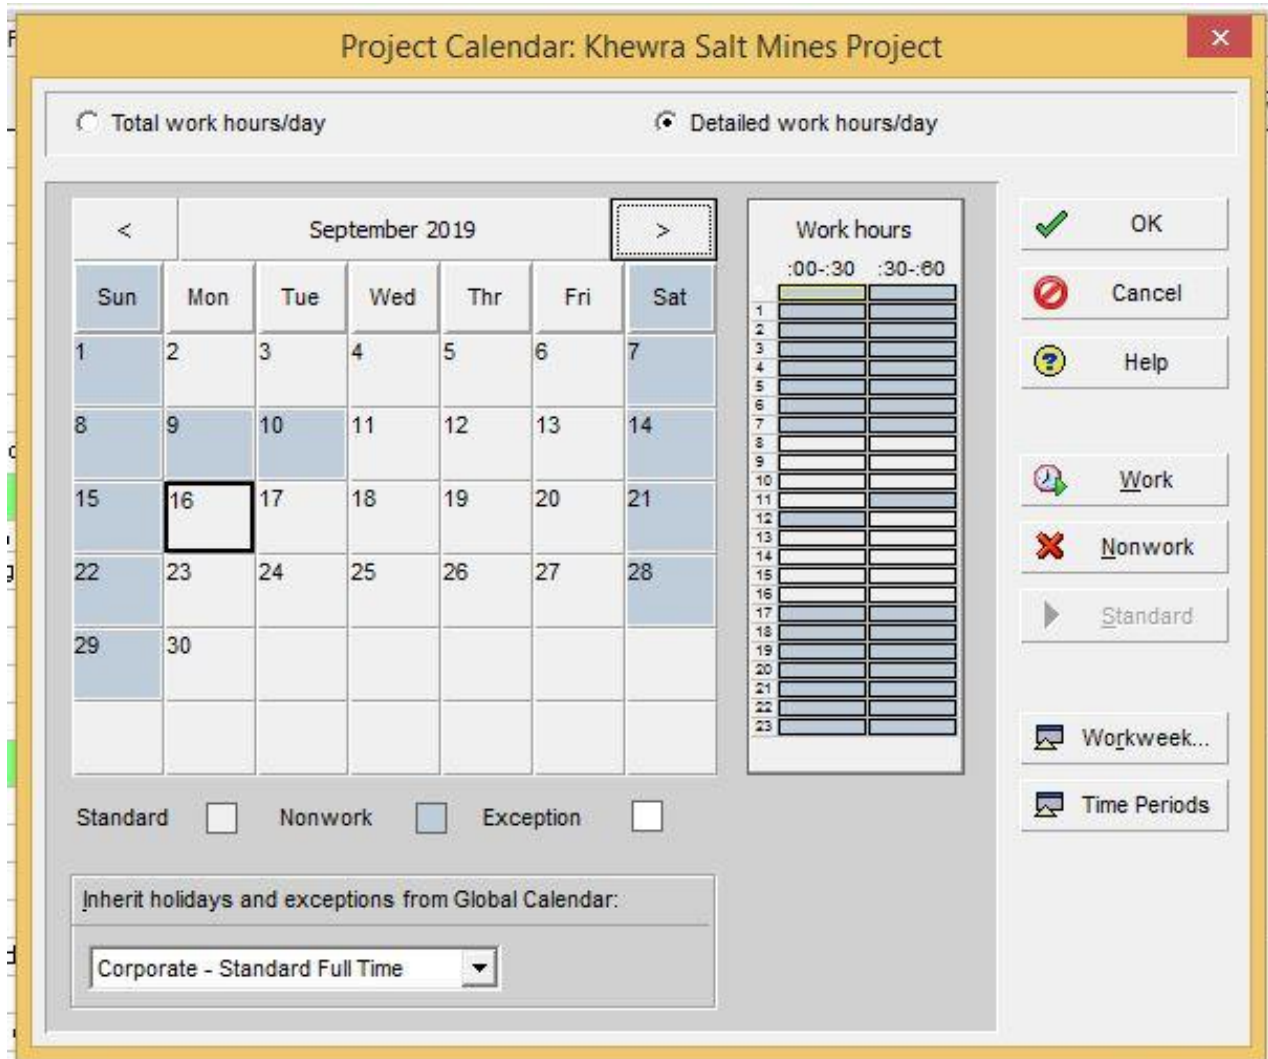 Project Calendar: Khewra Salt Mines Project
Total work hours/day Detailed work hours/day
< September 2019 >
Sun Mon Tue Wed Thr Fri Sat
1 2 3 4 5 6 7
8 9 10 11 12 13 14
15 16 17 18 19 20 21
22 23 24 25 26 27 28
29 30
Standard Nonwork Exception
Inherit holidays and exceptions from Global Calendar:
Corporate - Standard Full Time
Work hours
:00-:30 :30-:60
1
2
3
4
5
6
7
8
9
10
11
12
13
14
15
16
17
18
19
20
21
22
23
OK
Cancel
Help
Work
Nonwork
Standard
Workweek...
Time Periods